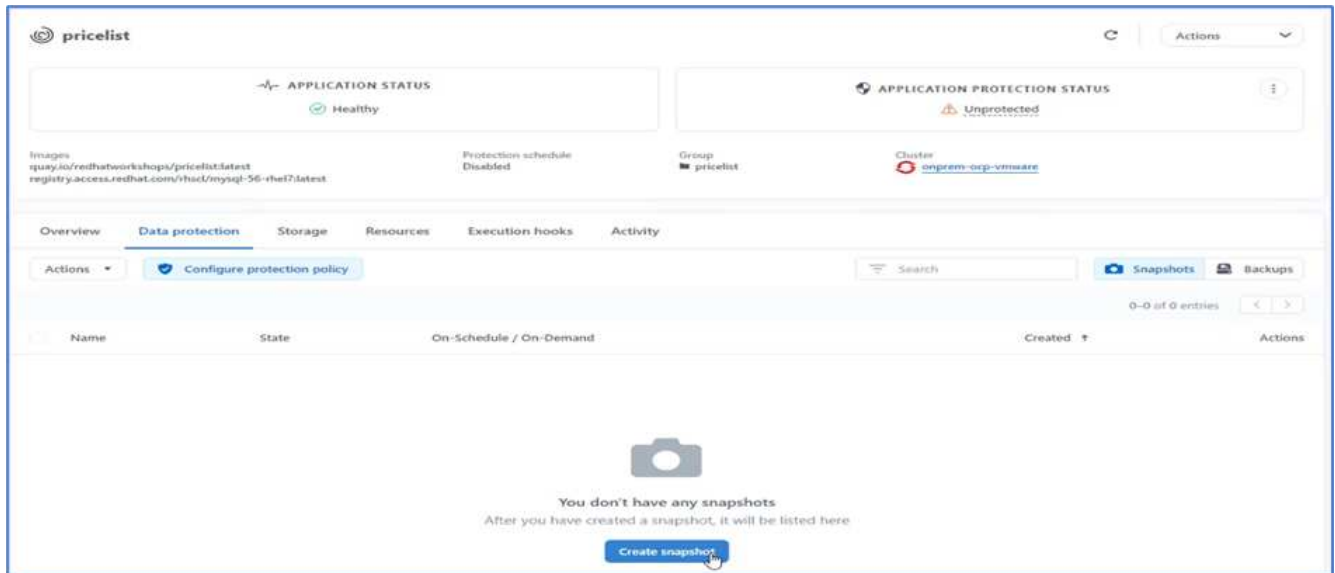 pricelist
Actions
APPLICATION STATUS
Healthy
APPLICATION PROTECTION STATUS
Unprotected
Images
quay.io/redhatworkshops/pricelist:latest
registry.access.redhat.com/rhscl/mysql-56-rhel7:latest
Protection schedule
Disabled
Group
pricelist
Cluster
onprem-ocp-vmware
Overview Data protection Storage Resources Execution hooks Activity
Actions Configure protection policy Search Snapshots Backups
0-0 of 0 entries
Name State On-Schedule / On-Demand Created Actions
You don't have any snapshots
After you have created a snapshot, it will be listed here
Create snapshot